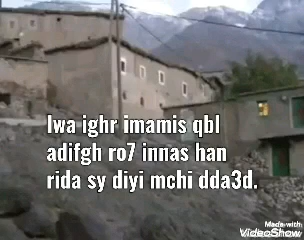 Iwa ighr imamis qbl
adifgh ro7 innas han
rida sy diyi mchi dda3d.
Made with
VideoShow